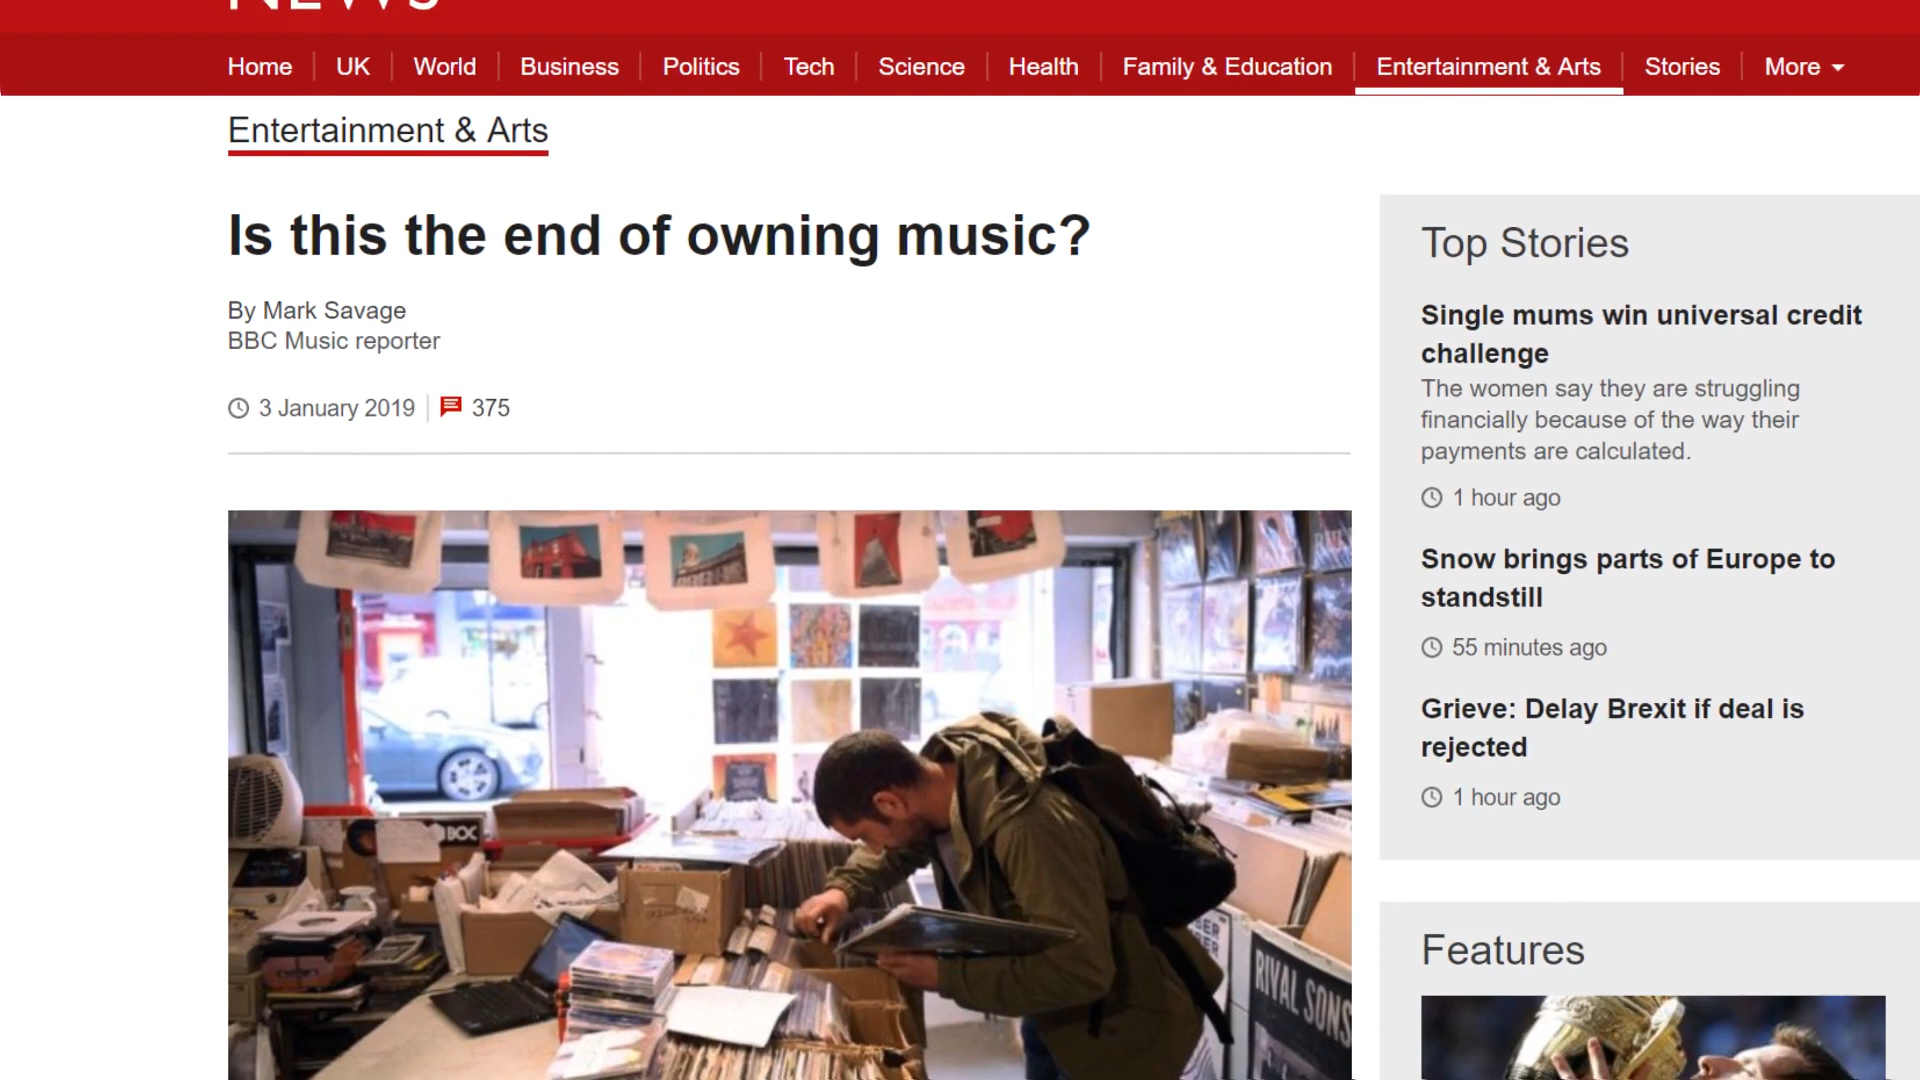 NEWS
Home
UK
World
Business
Politics
Tech
Science
Health
Family & Education
Entertainment & Arts
Stories
More
Entertainment & Arts
Is this the end of owning music?
By Mark Savage
BBC Music reporter
3 January 2019
375
Top Stories
Single mums win universal credit
challenge
The women say they are struggling
financially because of the way their
payments are calculated.
1 hour ago
Snow brings parts of Europe to
standstill
55 minutes ago
Grieve: Delay Brexit if deal is
rejected
1 hour ago
Features
RIVAL SONS